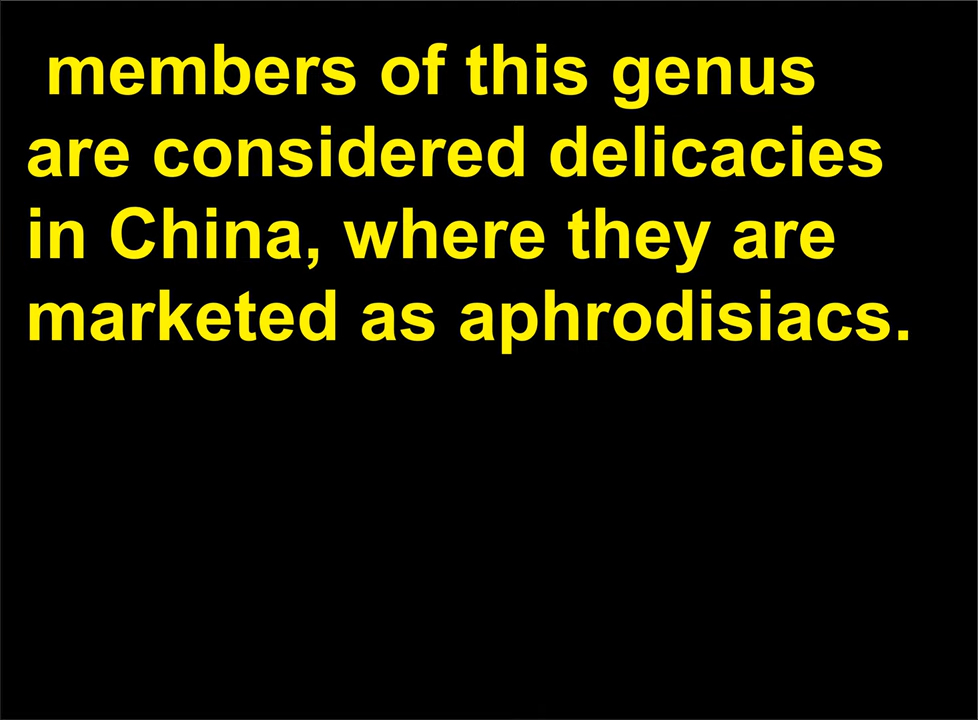 members of this genus
are considered delicacies
in China, where they are
marketed as aphrodisiacs.